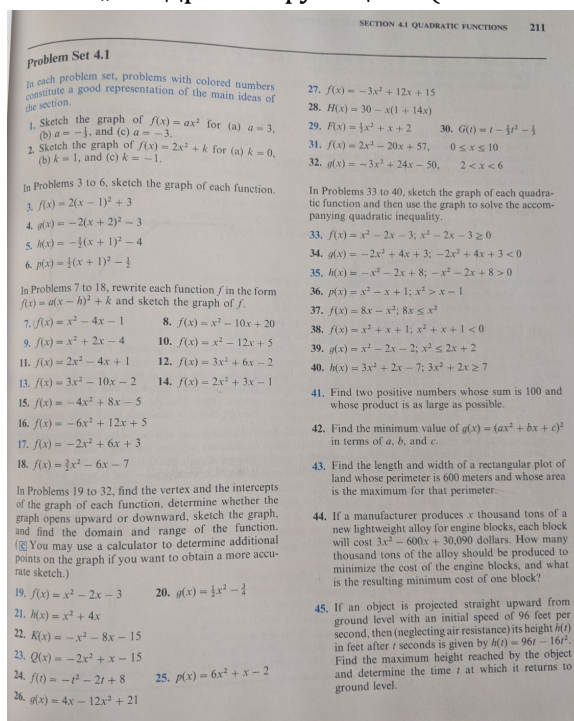 SECTION 4.1 QUADRATIC FUNCTIONS 211
Problem Set 4.1
In each problem set, problems with colored numbers
constitute a good representation of the main ideas of
the section.
1. Sketch the graph of f(x) = ax² for (a) a = 3,
(b) a = -⅓, and (c) a = -3.
2. Sketch the graph of f(x) = 2x² + k for (a) k = 0,
(b) k = 1, and (c) k = -1.
In Problems 3 to 6, sketch the graph of each function.
3. f(x) = 2(x - 1)² + 3
4. g(x) = -2(x + 2)² - 3
5. h(x) = -½(x + 1)² - 4
6. p(x) = (x + 1)² -
In Problems 7 to 18, rewrite each function f in the form
f(x) = a(x - h)² + k and sketch the graph of f.
7. f(x) = x² - 4x - 1 8. f(x) = x² - 10x + 20
9. f(x) = x² + 2x - 4 10. f(x) = x² - 12x + 5
11. f(x) = 2x² - 4x + 1 12. f(x) = 3x² + 6x - 2
13. f(x) = 3x² - 10x - 2 14. f(x) = 2x² + 3x - 1
15. f(x) = -4x² + 8x - 5
16. f(x) = -6x² + 12x + 5
17. f(x) = -2x² + 6x + 3
18. f(x) = x² - 6x - 7
In Problems 19 to 32, find the vertex and the intercepts
of the graph of each function, determine whether the
graph opens upward or downward, sketch the graph,
and find the domain and range of the function.
(C You may use a calculator to determine additional
points on the graph if you want to obtain a more accu-
rate sketch.)
19. f(x) = x² - 2x - 3 20. g(x) = x² -
21. h(x) = x² + 4x
22. K(x) = -x² - 8x - 15
23. Q(x) = -2x² + x - 15
24. f(t) = -t² - 2t + 8 25. p(x) = 6x² + x - 2
26. g(x) = 4x - 12x² + 21
27. f(x) = -3x² + 12x + 15
28. H(x) = 30 - x(1 + 14x)
29. F(x) = ½x² + x + 2 30. G(t) = t - t² -
31. f(x) = 2x² - 20x + 57, 0 ≤ x ≤ 10
32. g(x) = -3x² + 24x - 50, 2 < x < 6
In Problems 33 to 40, sketch the graph of each quadra-
tic function and then use the graph to solve the accom-
panying quadratic inequality.
33. f(x) = x² - 2x - 3; x² - 2x - 3 ≥ 0
34. g(x) = -2x² + 4x + 3; -2x² + 4x + 3 < 0
35. h(x) = -x² - 2x + 8; -x² - 2x + 8 > 0
36. p(x) = x² - x + 1; x² > x - 1
37. f(x) = 8x - x²; 8x ≤ x²
38. f(x) = x² + x + 1; x² + x + 1 < 0
39. g(x) = x² - 2x - 2; x² ≤ 2x + 2
40. h(x) = 3x² + 2x - 7; 3x² + 2x ≥ 7
41. Find two positive numbers whose sum is 100 and
whose product is as large as possible.
42. Find the minimum value of g(x) = (ax² + bx + c)²
in terms of a, b, and c.
43. Find the length and width of a rectangular plot of
land whose perimeter is 600 meters and whose area
is the maximum for that perimeter.
44. If a manufacturer produces x thousand tons of a
new lightweight alloy for engine blocks, each block
will cost 3x² - 600x + 30,090 dollars. How many
thousand tons of the alloy should be produced to
minimize the cost of the engine blocks, and what
is the resulting minimum cost of one block?
45. If an object is projected straight upward from
ground level with an initial speed of 96 feet per
second, then (neglecting air resistance) its height h(t)
in feet after t seconds is given by h(t) = 96t - 16t².
Find the maximum height reached by the object
and determine the time t at which it returns to
ground level.